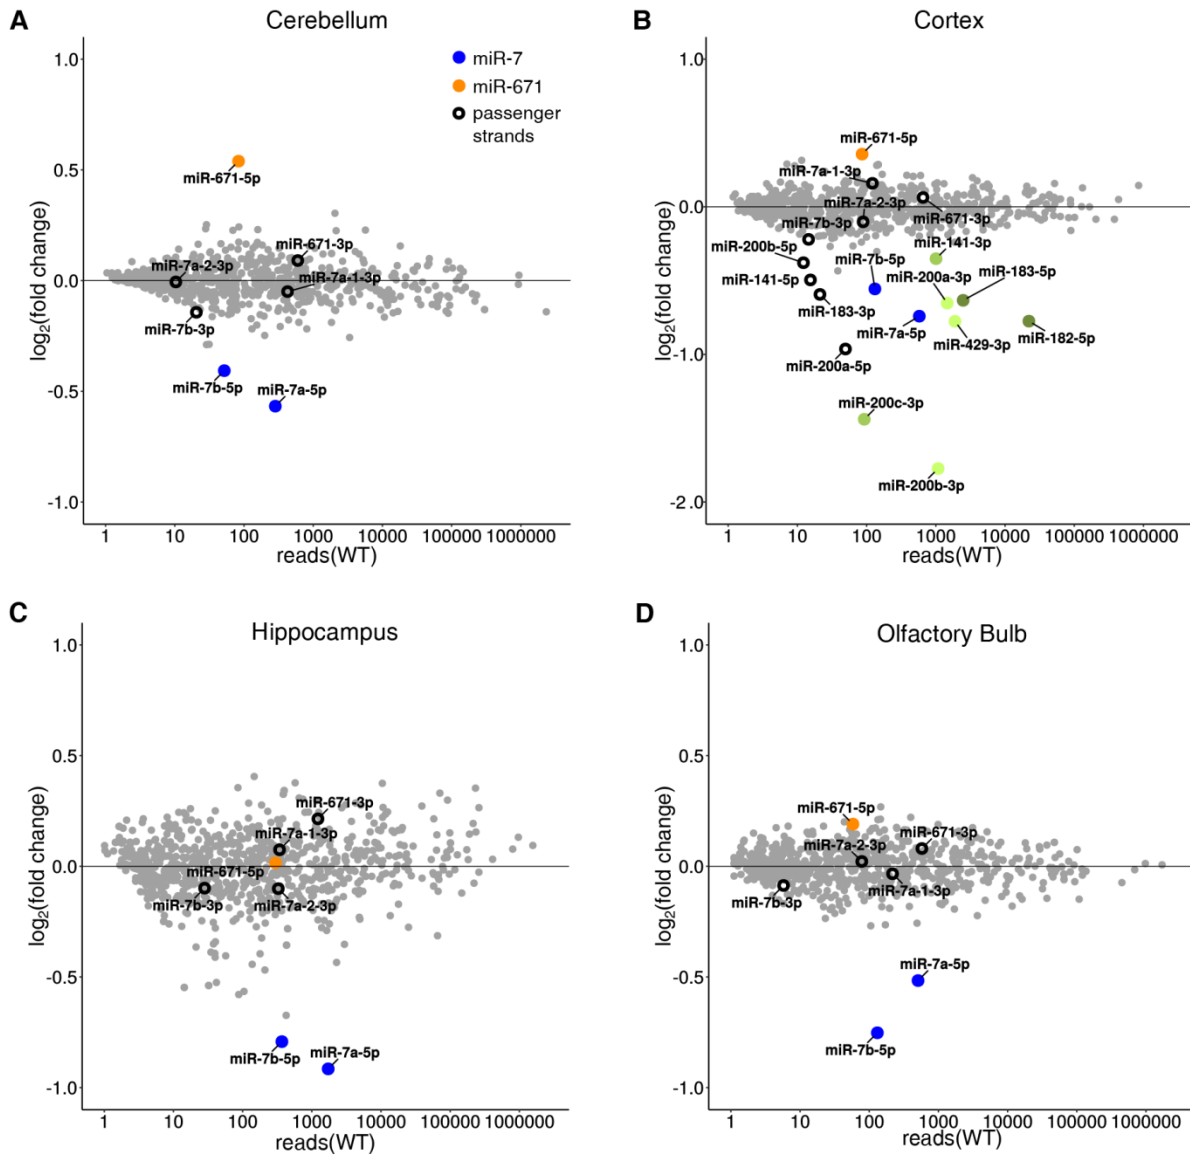 A
Cerebellum
1.0
0.5
0.0
-0.5
-1.0
log2(fold change)
miR-7
miR-671
passenger
strands
miR-671-5p
miR-671-3p
miR-7a-2-3p
miR-7a-1-3p
miR-7b-3p
miR-7b-5p
miR-7a-5p
1 10 100 1000 10000 100000 1000000
reads(WT)
B
Cortex
1.0
0.0
-1.0
-2.0
log2(fold change)
miR-671-5p
miR-7a-1-3p
miR-7a-2-3p
miR-7b-3p
miR-671-3p
miR-200b-5p
miR-7b-5p
miR-141-3p
miR-141-5p
miR-200a-3p
miR-183-5p
miR-183-3p
miR-7a-5p
miR-429-3p
miR-182-5p
miR-200a-5p
miR-200c-3p
miR-200b-3p
1 10 100 1000 10000 100000 1000000
reads(WT)
C
Hippocampus
1.0
0.5
0.0
-0.5
-1.0
log2(fold change)
miR-671-3p
miR-7a-1-3p
miR-671-5p
miR-7b-3p
miR-7a-2-3p
miR-7b-5p
miR-7a-5p
1 10 100 1000 10000 100000 1000000
reads(WT)
D
Olfactory Bulb
1.0
0.5
0.0
-0.5
-1.0
log2(fold change)
miR-671-5p
miR-671-3p
miR-7a-2-3p
miR-7a-1-3p
miR-7b-3p
miR-7a-5p
miR-7b-5p
1 10 100 1000 10000 100000 1000000
reads(WT)